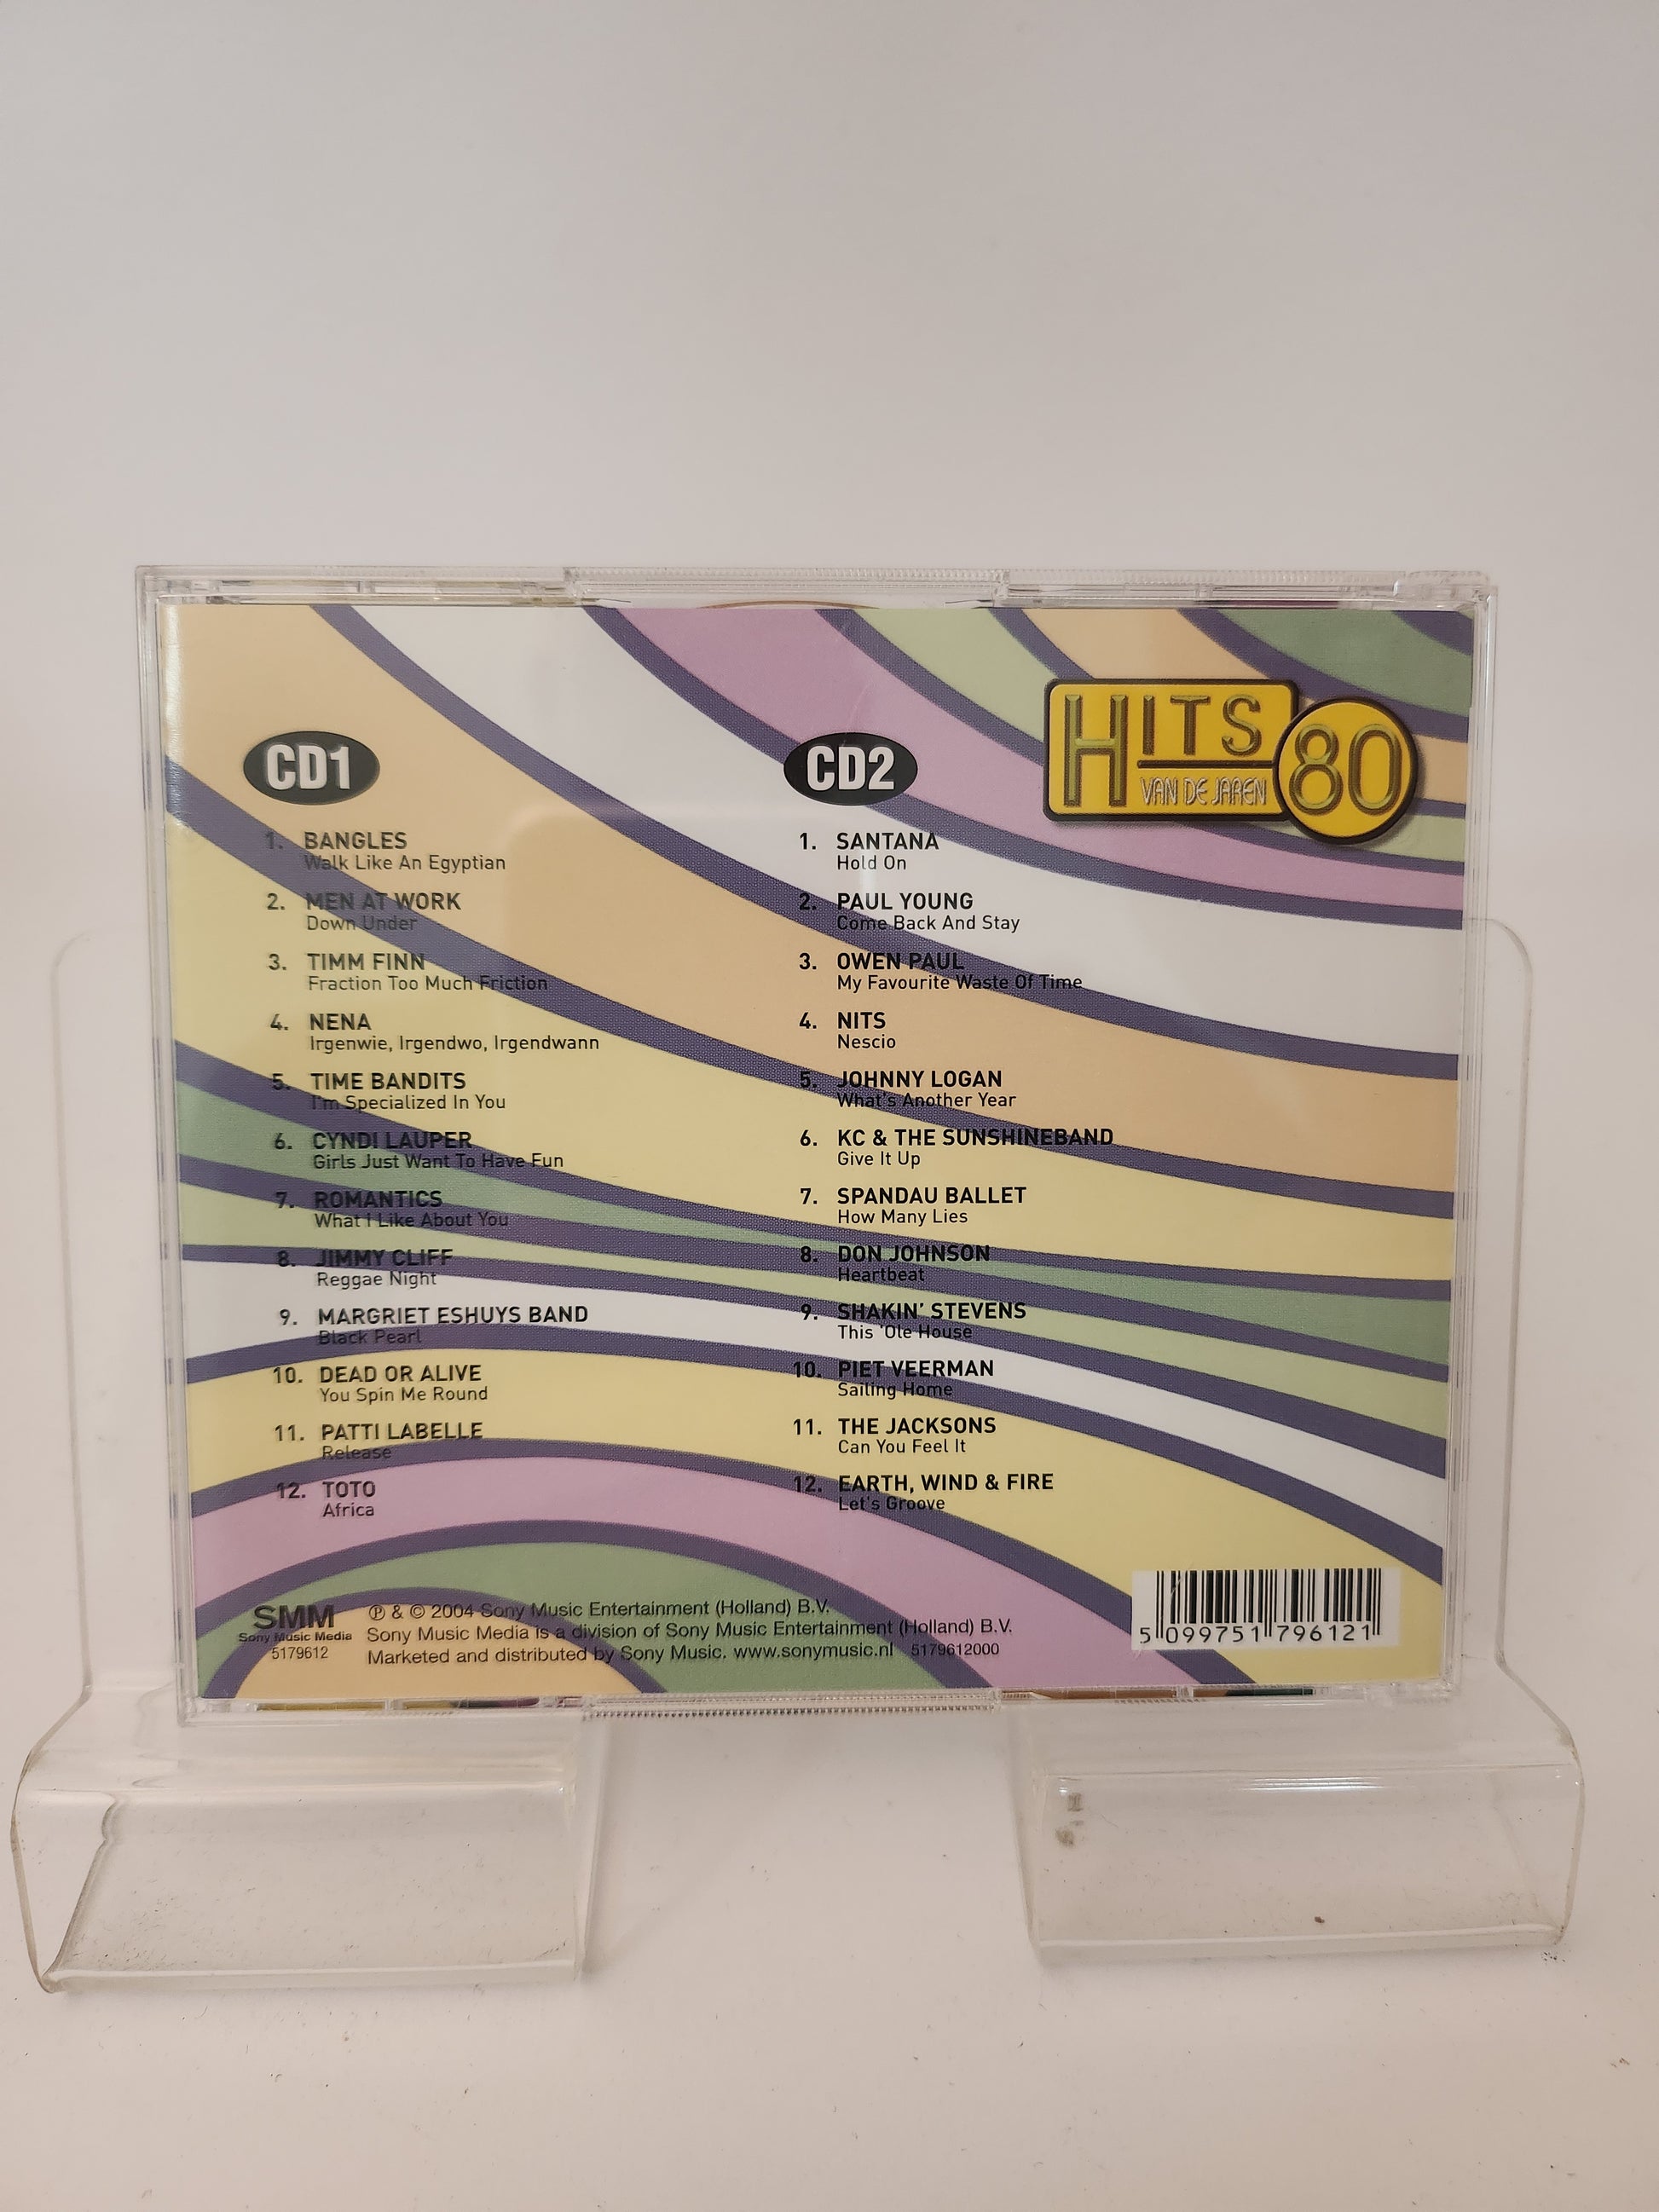 HITS
VAN DE JAREN
80
CD1
1. BANGLES
Walk Like An Egyptian
2. MEN AT WORK
Down Under
3. TIMM FINN
Fraction Too Much Friction
4. NENA
Irgenwie, Irgendwo, Irgendwann
5. TIME BANDITS
I'm Specialized In You
6. CYNDI LAUPER
Girls Just Want To Have Fun
7. ROMANTICS
What I Like About You
8. JIMMY CLIFF
Reggae Night
9. MARGRIET ESHUYS BAND
Black Pearl
10. DEAD OR ALIVE
You Spin Me Round
11. PATTI LABELLE
Release
12. TOTO
Africa
CD2
1. SANTANA
Hold On
2. PAUL YOUNG
Come Back And Stay
3. OWEN PAUL
My Favourite Waste Of Time
4. NITS
Nescio
5. JOHNNY LOGAN
What's Another Year
6. KC & THE SUNSHINEBAND
Give It Up
7. SPANDAU BALLET
How Many Lies
8. DON JOHNSON
Heartbeat
9. SHAKIN' STEVENS
This 'Ole House
10. PIET VEERMAN
Sailing Home
11. THE JACKSONS
Can You Feel It
12. EARTH, WIND & FIRE
Let's Groove
SMM
Sony Music Media
5179612
℗ & © 2004 Sony Music Entertainment (Holland) B.V.
Sony Music Media is a division of Sony Music Entertainment (Holland) B.V.
Marketed and distributed by Sony Music. www.sonymusic.nl 5179612000
5 099751 796121